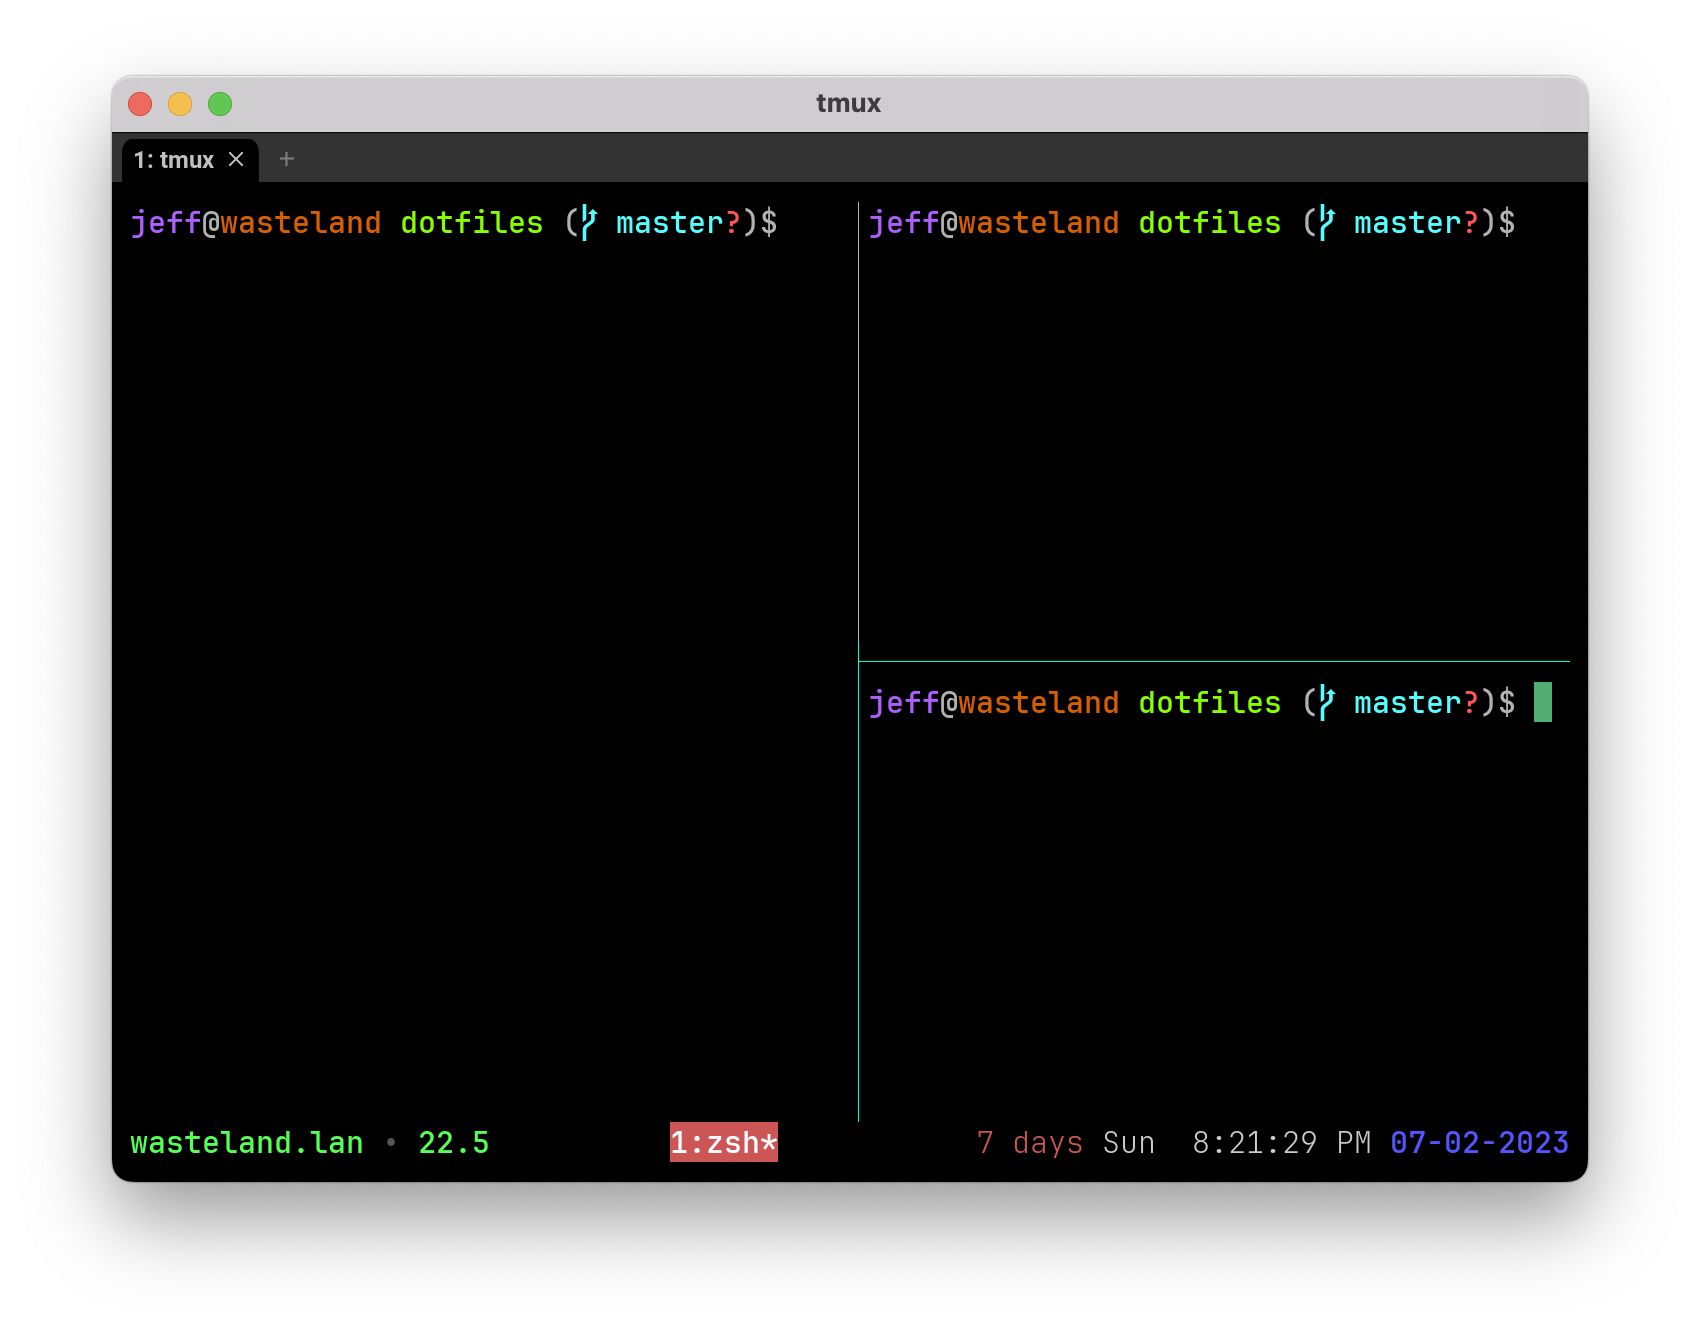 tmux
1: tmux × +
jeff@wasteland dotfiles (ᚿ master?)$
jeff@wasteland dotfiles (ᚿ master?)$
jeff@wasteland dotfiles (ᚿ master?)$
wasteland.lan • 22.5 1:zsh* 7 days Sun 8:21:29 PM 07-02-2023